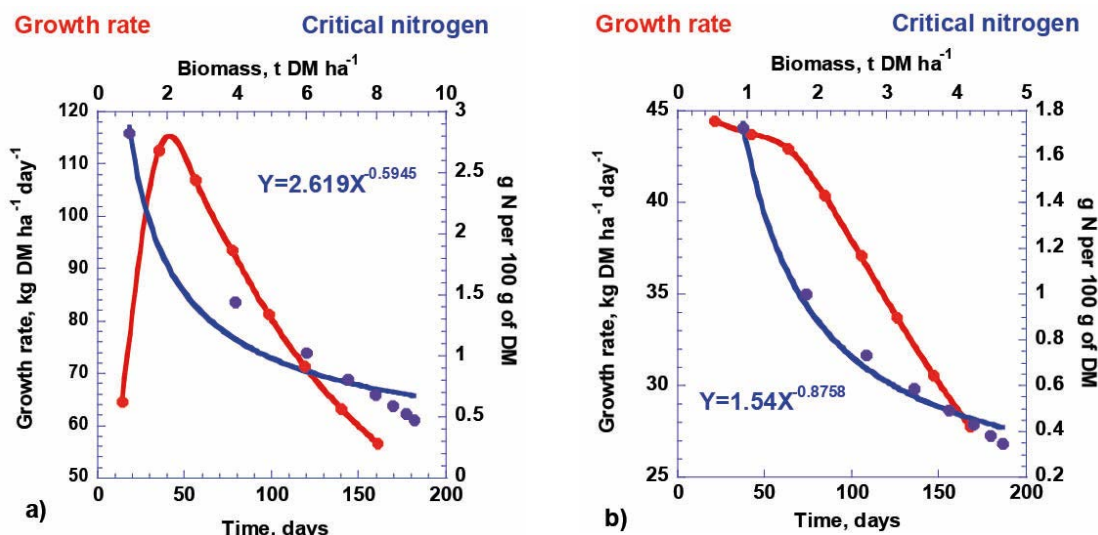 Growth rate Critical nitrogen
Biomass, t DM ha-1
0 2 4 6 8 10
120
110
100
90
80
70
60
50
Growth rate, kg DM ha-1 day-1
3
2.5
2
1.5
1
0.5
0
g N per 100 g of DM
Y=2.619X-0.5945
0 50 100 150 200
Time, days
a)
Growth rate Critical nitrogen
Biomass, t DM ha-1
0 1 2 3 4 5
45
40
35
30
25
Growth rate, kg DM ha-1 day-1
1.8
1.6
1.4
1.2
1
0.8
0.6
0.4
0.2
g N per 100 g of DM
Y=1.54X-0.8758
0 50 100 150 200
Time, days
b)